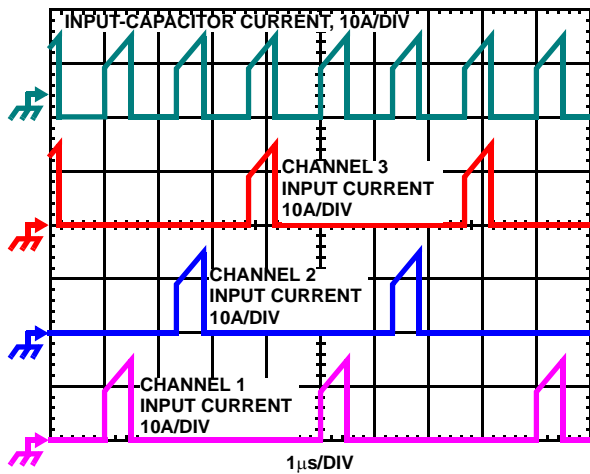 INPUT-CAPACITOR CURRENT, 10A/DIV
CHANNEL 3
INPUT CURRENT
10A/DIV
CHANNEL 2
INPUT CURRENT
10A/DIV
CHANNEL 1
INPUT CURRENT
10A/DIV
1μs/DIV